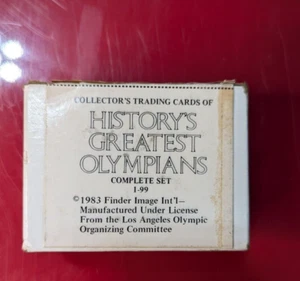 COLLECTOR'S TRADING CARDS OF
HISTORY'S
GREATEST
OLYMPIANS
COMPLETE SET
1-99
©1983 Finder Image Int'l—
Manufactured Under License
From the Los Angeles Olympic
Organizing Committee